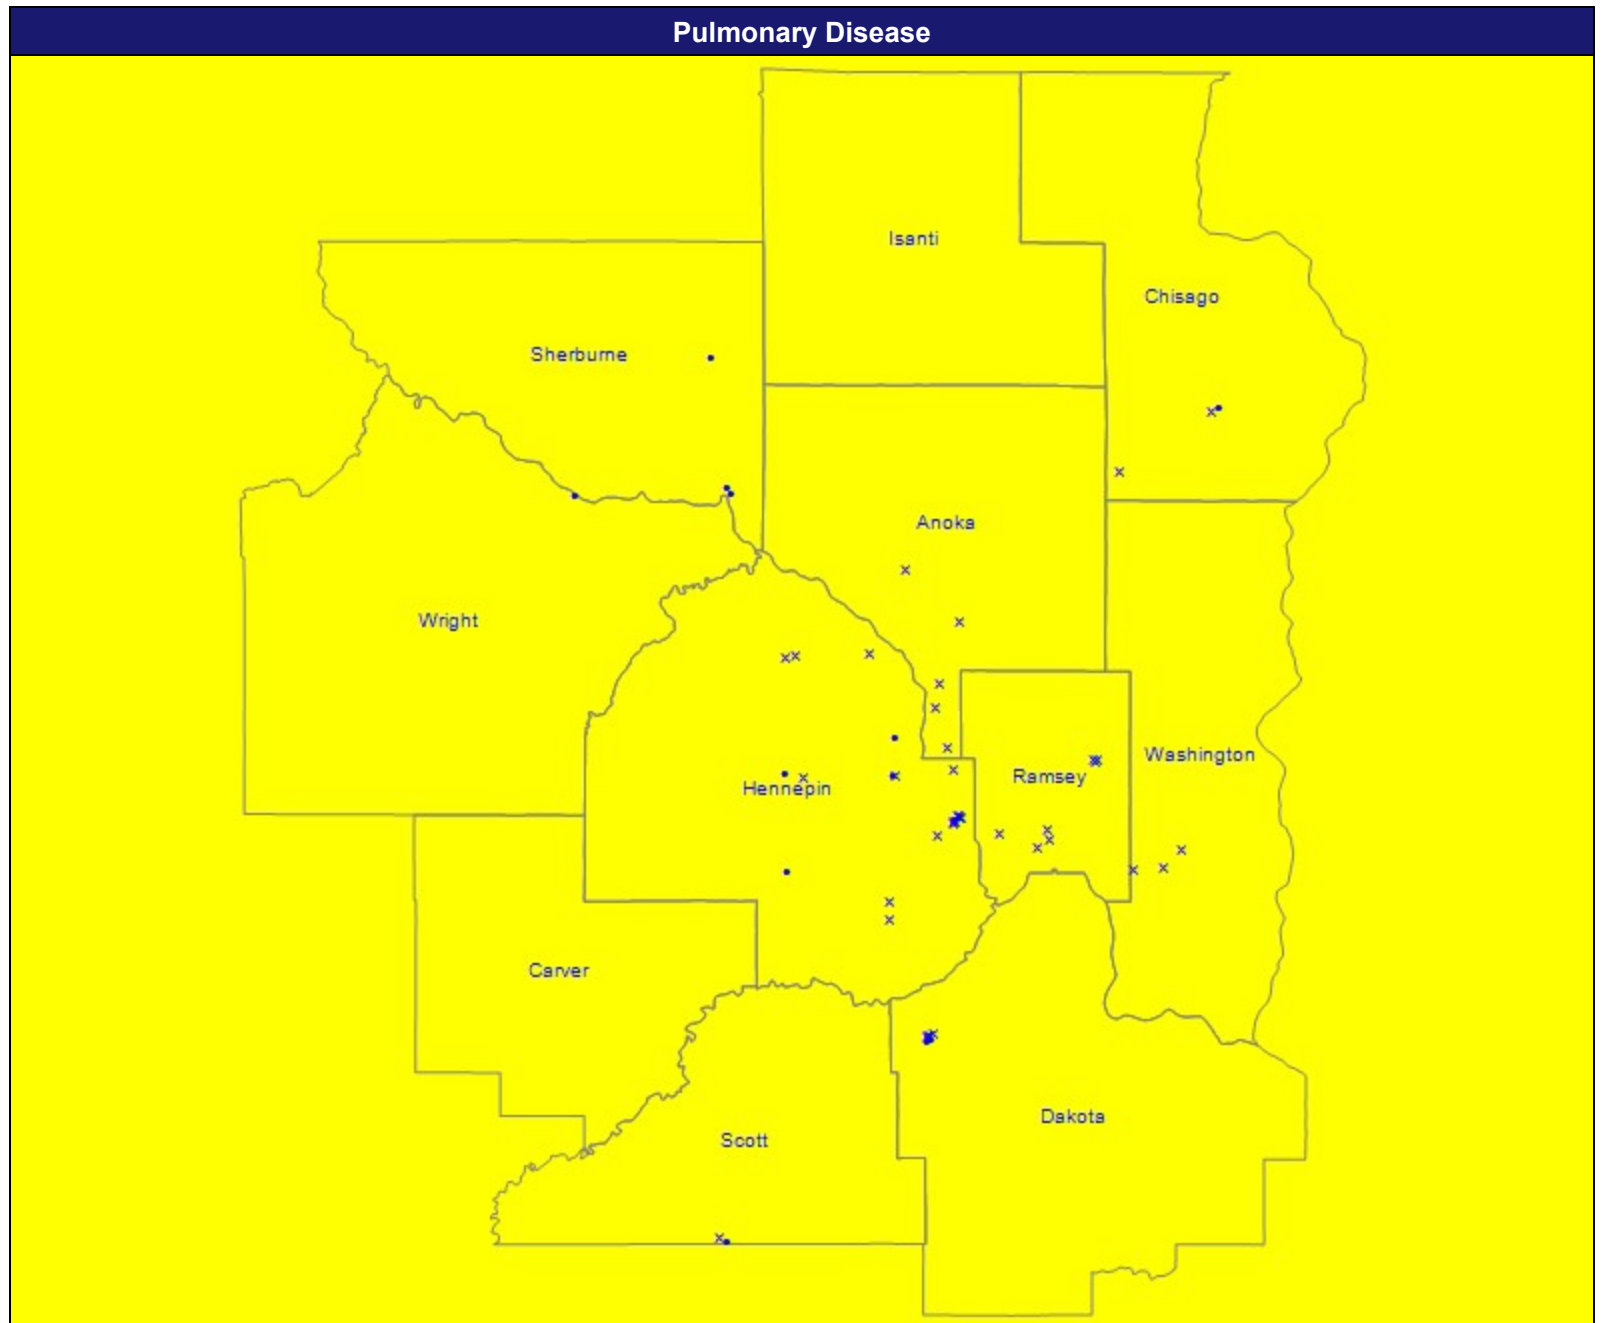 Pulmonary Disease
Isanti
Chisago
Sherburne
Anoka
Wright
Washington
Ramsey
Hennepin
Carver
Dakota
Scott